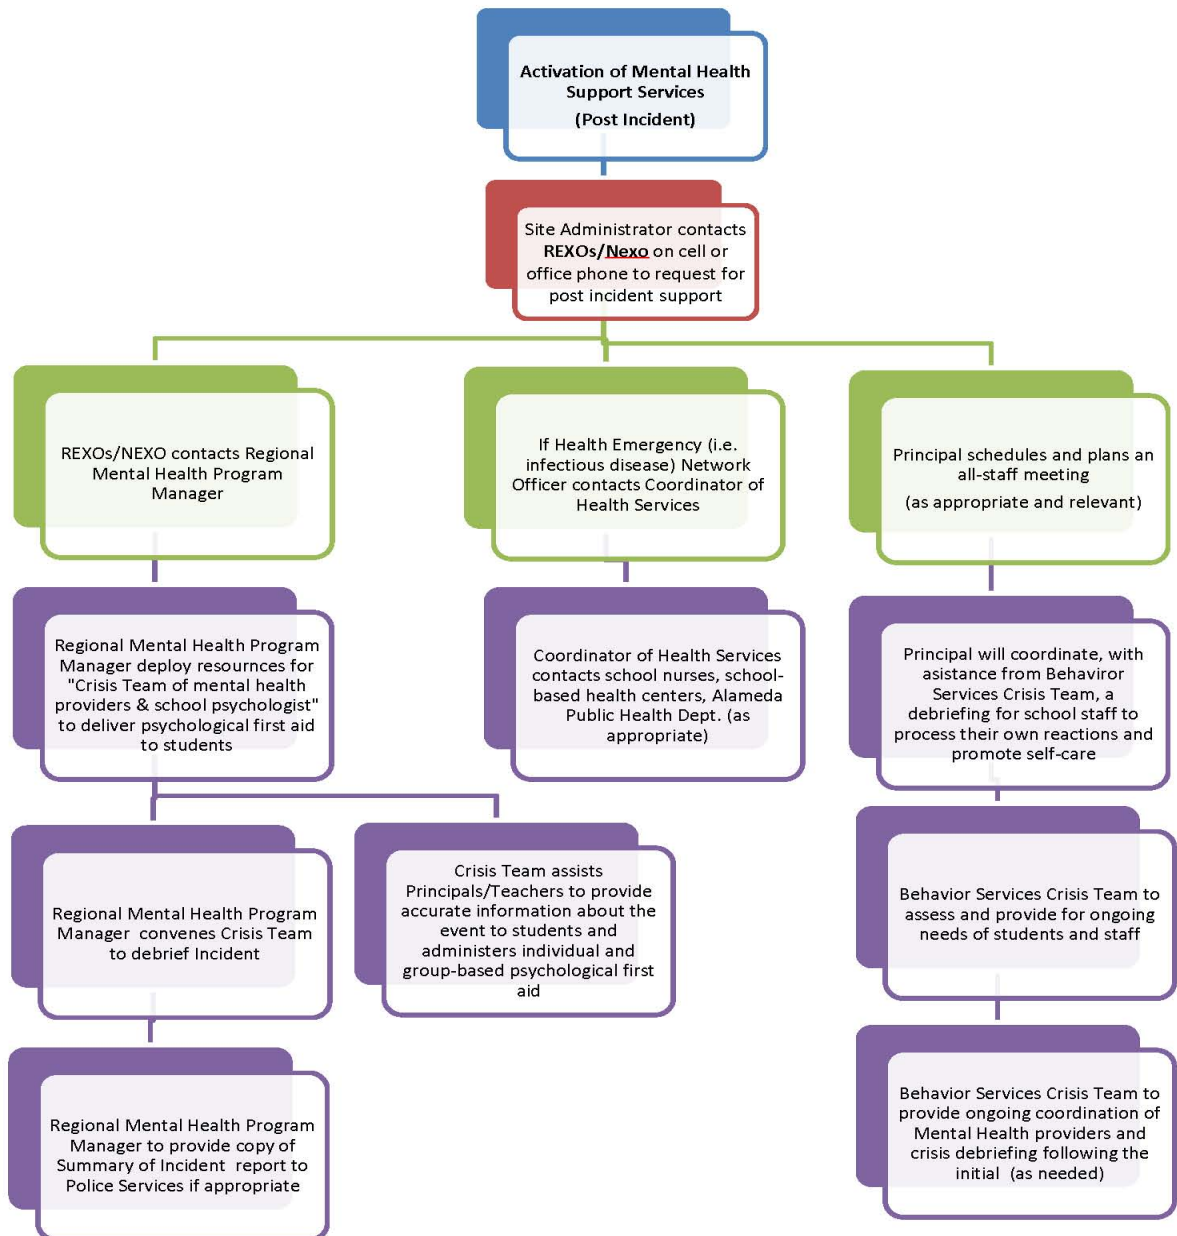 Activation of Mental Health
Support Services
(Post Incident)
Site Administrator contacts
REXOs/Nexo on cell or
office phone to request for
post incident support
REXOs/NEXO contacts Regional
Mental Health Program
Manager
If Health Emergency (i.e.
infectious disease) Network
Officer contacts Coordinator of
Health Services
Principal schedules and plans an
all-staff meeting
(as appropriate and relevant)
Regional Mental Health Program
Manager deploy resournces for
"Crisis Team of mental health
providers & school psychologist"
to deliver psychological first aid
to students
Coordinator of Health Services
contacts school nurses, school-
based health centers, Alameda
Public Health Dept. (as
appropriate)
Principal will coordinate, with
asistance from Behaviror
Services Crisis Team, a
debriefing for school staff to
process their own reactions and
promote self-care
Regional Mental Health Program
Manager convenes Crisis Team
to debrief Incident
Crisis Team assists
Principals/Teachers to provide
accurate information about the
event to students and
administers individual and
group-based psychological first
aid
Behavior Services Crisis Team to
assess and provide for ongoing
needs of students and staff
Regional Mental Health Program
Manager to provide copy of
Summary of Incident report to
Police Services if appropriate
Behavior Services Crisis Team to
provide ongoing coordination of
Mental Health providers and
crisis debriefing following the
initial (as needed)